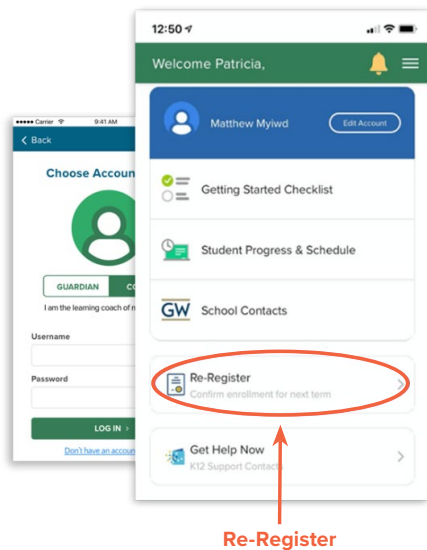 12:50
Welcome Patricia,
Matthew Myiwd
Edit Account
Getting Started Checklist
Student Progress & Schedule
GW
School Contacts
Re-Register
Confirm enrollment for next term
Get Help Now
K12 Support Contacts
Carrier
9:41 AM
Back
Choose Accoun
GUARDIAN
CO
I am the learning coach of
Username
Password
LOG IN >
Don't have an accoun
Re-Register